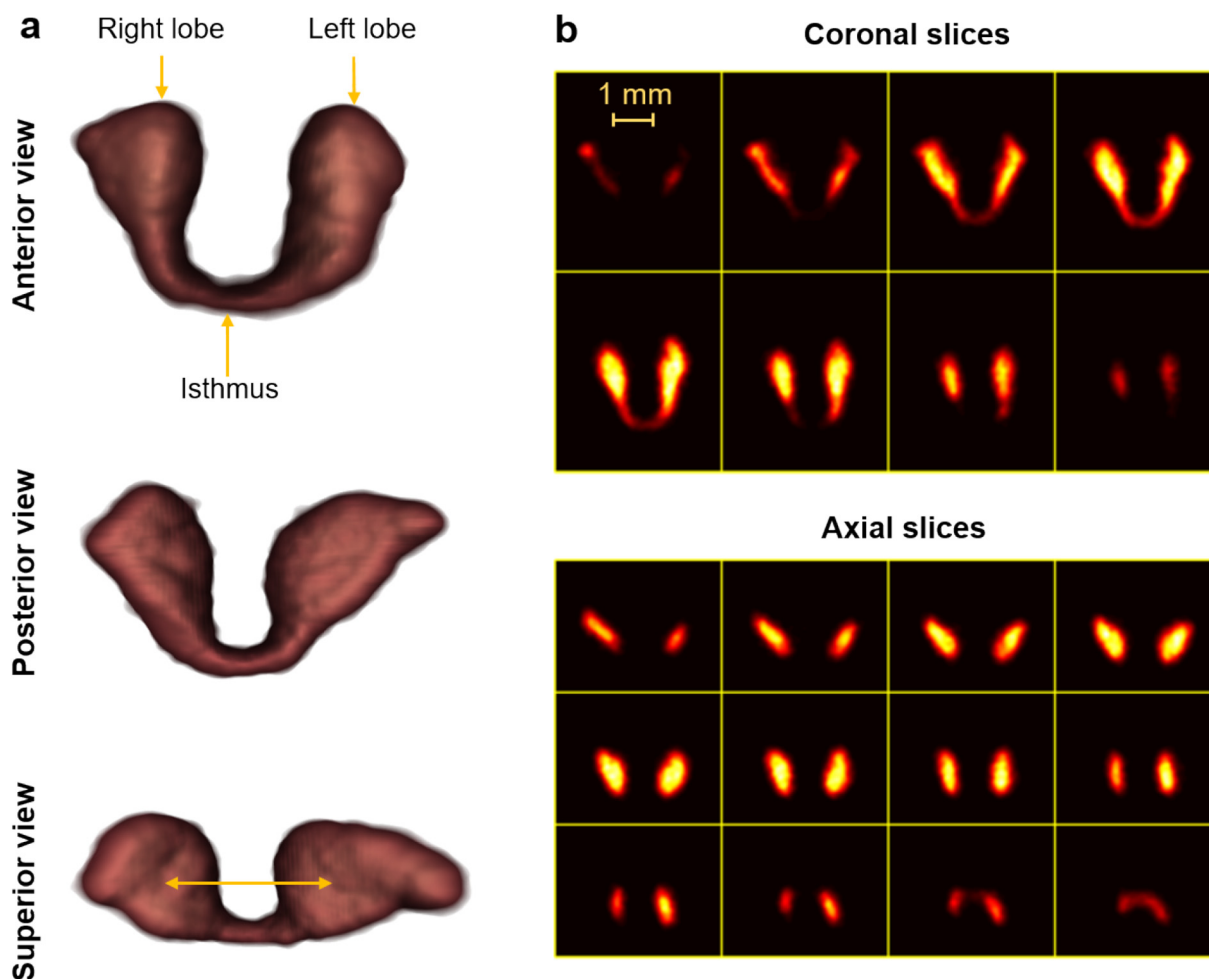 a
Right lobe
Left lobe
Anterior view
Isthmus
Posterior view
Superior view
b
Coronal slices
1 mm
Axial slices